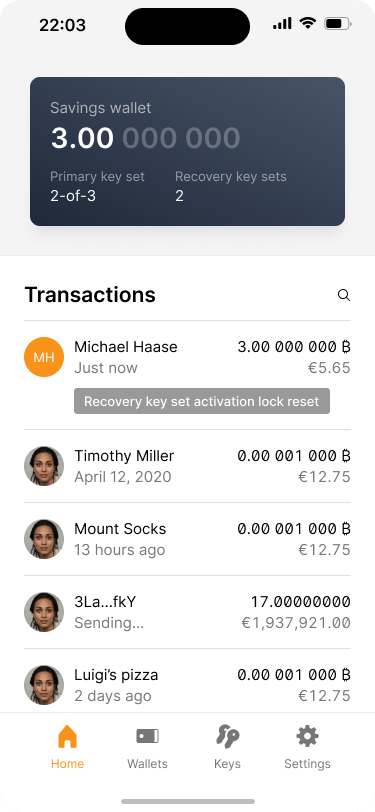 22:03
Savings wallet
3.00 000 000
Primary key set Recovery key sets
2-of-3 2
Transactions
MH
Michael Haase 3.00 000 000 ₿
Just now €5.65
Recovery key set activation lock reset
Timothy Miller 0.00 001 000 ₿
April 12, 2020 €12.75
Mount Socks 0.00 001 000 ₿
13 hours ago €12.75
3La...fkY 17.00000000
Sending... €1,937,921.00
Luigi’s pizza 0.00 001 000 ₿
2 days ago €12.75
Home Wallets Keys Settings